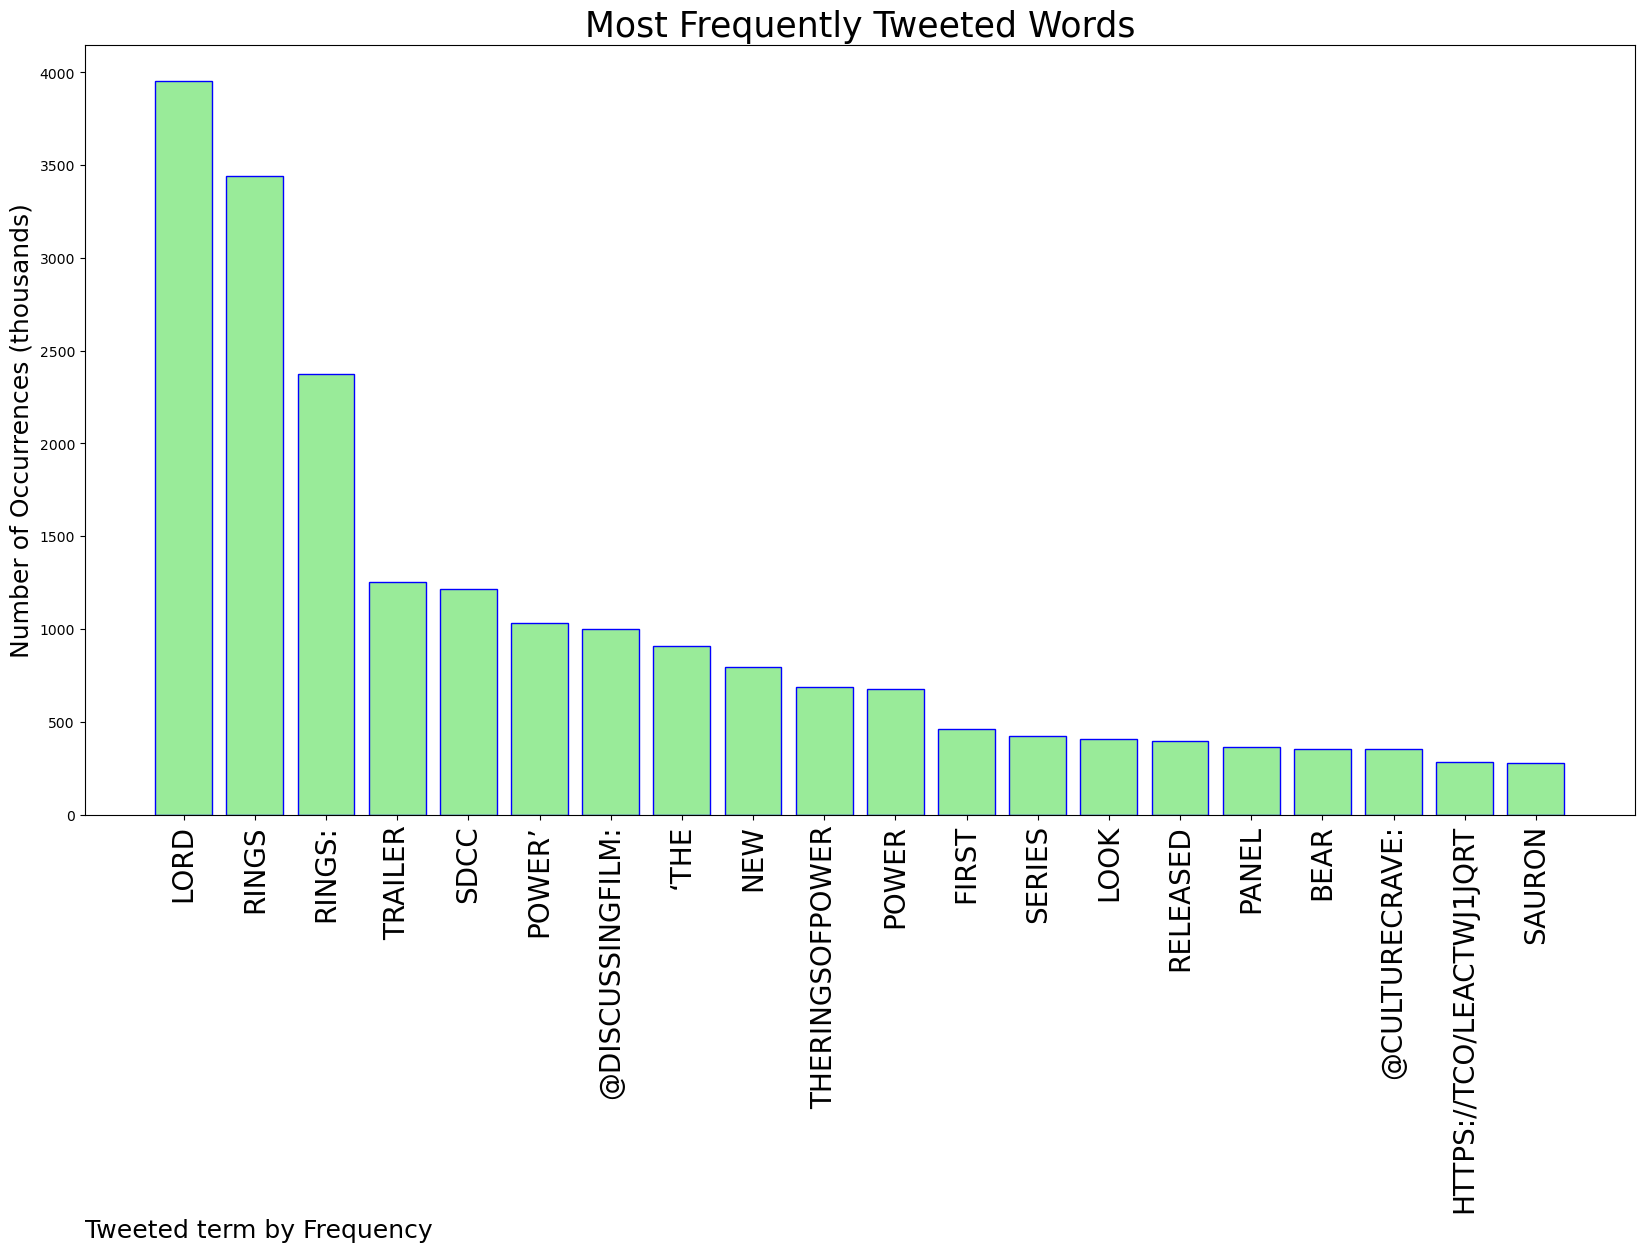 Most Frequently Tweeted Words
Number of Occurrences (thousands)
4000
3500
3000
2500
2000
1500
1000
500
0
LORD
RINGS
RINGS:
TRAILER
SDCC
POWER’
@DISCUSSINGFILM:
‘THE
NEW
THERINGSOFPOWER
POWER
FIRST
SERIES
LOOK
RELEASED
PANEL
BEAR
@CULTURECRAVE:
HTTPS://TCO/LEACTWJ1JQRT
SAURON
Tweeted term by Frequency